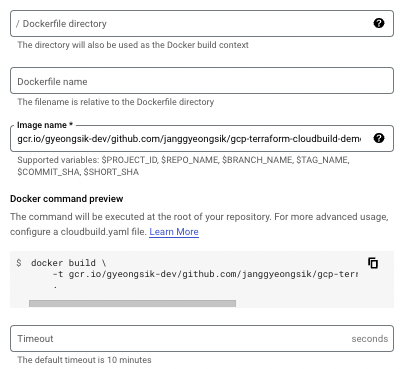 / Dockerfile directory
The directory will also be used as the Docker build context
Dockerfile name
The filename is relative to the Dockerfile directory
Image name *
gcr.io/gyeongsik-dev/github.com/janggyeongsik/gcp-terraform-cloudbuild-dem
Supported variables: $PROJECT_ID, $REPO_NAME, $BRANCH_NAME, $TAG_NAME,
$COMMIT_SHA, $SHORT_SHA
Docker command preview
The command will be executed at the root of your repository. For more advanced usage,
configure a cloudbuild.yaml file. Learn More
$ docker build \
-t gcr.io/gyeongsik-dev/github.com/janggyeongsik/gcp-terr
.
Timeout seconds
The default timeout is 10 minutes